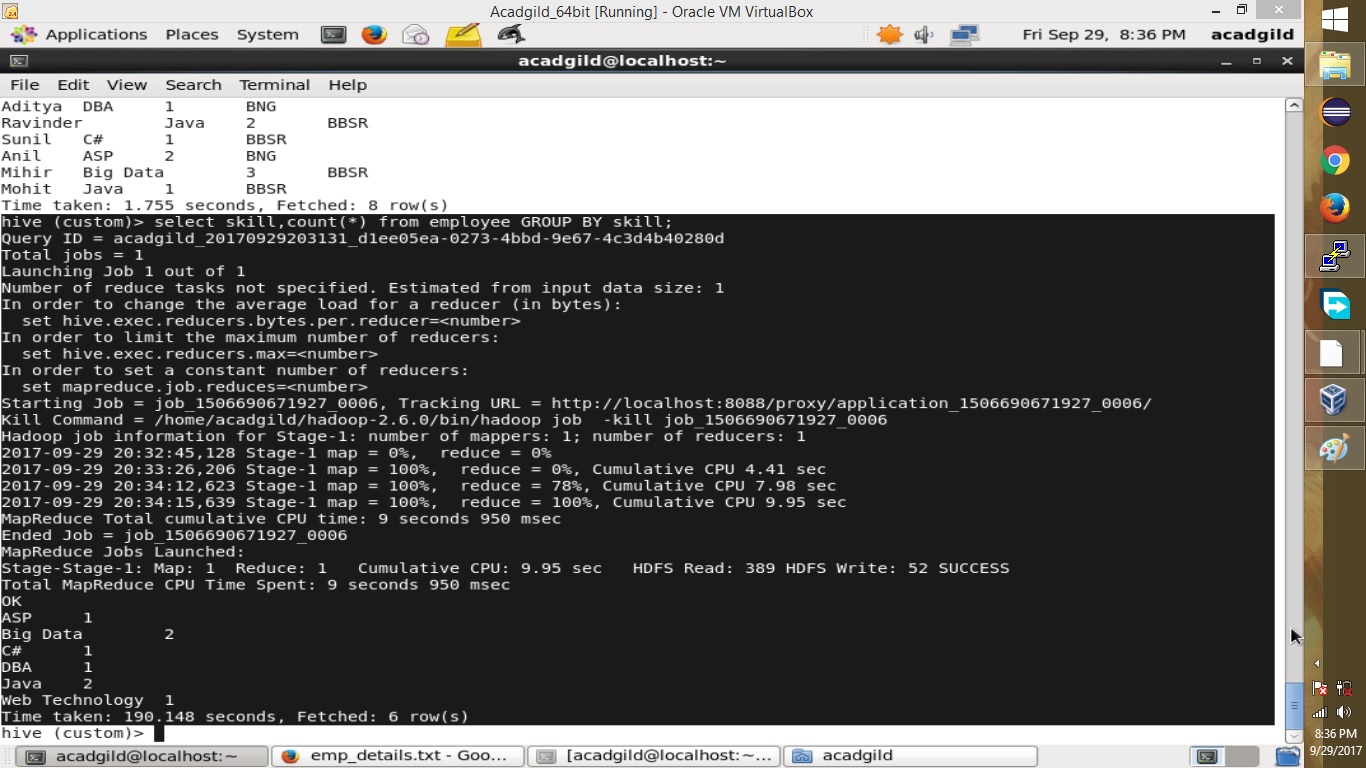 Acadgild_64bit [Running] - Oracle VM VirtualBox
Applications Places System Fri Sep 29, 8:36 PM acadgild
acadgild@localhost:~
File Edit View Search Terminal Help
Aditya DBA 1 BNG
Ravinder Java 2 BBSR
Sunil C# 1 BBSR
Anil ASP 2 BNG
Mihir Big Data 3 BBSR
Mohit Java 1 BBSR
Time taken: 1.755 seconds, Fetched: 8 row(s)
hive (custom)> select skill,count(*) from employee GROUP BY skill;
Query ID = acadgild_20170929203131_d1ee05ea-0273-4bbd-9e67-4c3d4b40280d
Total jobs = 1
Launching Job 1 out of 1
Number of reduce tasks not specified. Estimated from input data size: 1
In order to change the average load for a reducer (in bytes):
  set hive.exec.reducers.bytes.per.reducer=<number>
In order to limit the maximum number of reducers:
  set hive.exec.reducers.max=<number>
In order to set a constant number of reducers:
  set mapreduce.job.reduces=<number>
Starting Job = job_1506690671927_0006, Tracking URL = http://localhost:8088/proxy/application_1506690671927_0006/
Kill Command = /home/acadgild/hadoop-2.6.0/bin/hadoop job  -kill job_1506690671927_0006
Hadoop job information for Stage-1: number of mappers: 1; number of reducers: 1
2017-09-29 20:32:45,128 Stage-1 map = 0%,  reduce = 0%
2017-09-29 20:33:26,206 Stage-1 map = 100%,  reduce = 0%, Cumulative CPU 4.41 sec
2017-09-29 20:34:12,623 Stage-1 map = 100%,  reduce = 78%, Cumulative CPU 7.98 sec
2017-09-29 20:34:15,639 Stage-1 map = 100%,  reduce = 100%, Cumulative CPU 9.95 sec
MapReduce Total cumulative CPU time: 9 seconds 950 msec
Ended Job = job_1506690671927_0006
MapReduce Jobs Launched:
Stage-Stage-1: Map: 1  Reduce: 1   Cumulative CPU: 9.95 sec   HDFS Read: 389 HDFS Write: 52 SUCCESS
Total MapReduce CPU Time Spent: 9 seconds 950 msec
OK
ASP 1
Big Data 2
C# 1
DBA 1
Java 2
Web Technology 1
Time taken: 190.148 seconds, Fetched: 6 row(s)
hive (custom)>
acadgild@localhost:~ emp_details.txt - Goo... [acadgild@localhost:~... acadgild
8:36 PM
9/29/2017